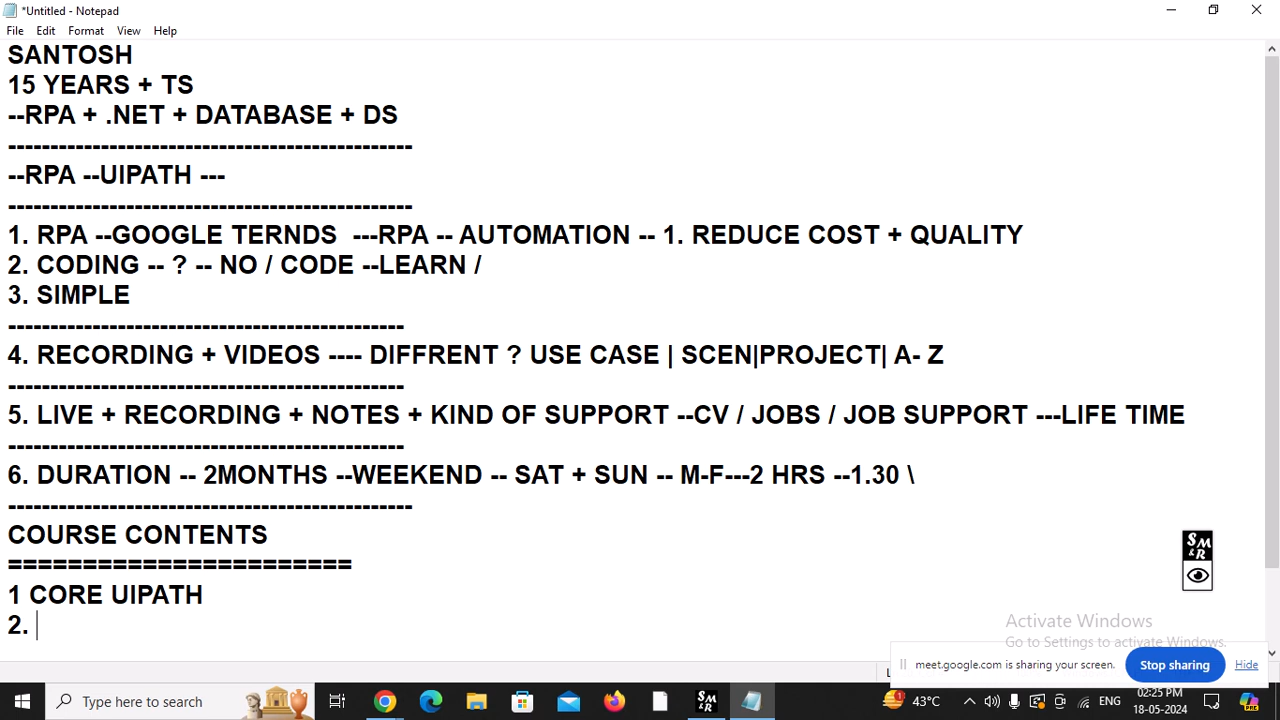 *Untitled - Notepad
File Edit Format View Help
SANTOSH
15 YEARS + TS
--RPA + .NET + DATABASE + DS
-------------------------------------------------
--RPA --UIPATH ---
-------------------------------------------------
1. RPA --GOOGLE TERNDS ---RPA -- AUTOMATION -- 1. REDUCE COST + QUALITY
2. CODING -- ? -- NO / CODE --LEARN /
3. SIMPLE
------------------------------------------------
4. RECORDING + VIDEOS ---- DIFFRENT ? USE CASE | SCEN|PROJECT| A- Z
------------------------------------------------
5. LIVE + RECORDING + NOTES + KIND OF SUPPORT --CV / JOBS / JOB SUPPORT ---LIFE TIME
------------------------------------------------
6. DURATION -- 2MONTHS --WEEKEND -- SAT + SUN -- M-F---2 HRS --1.30 \
-------------------------------------------------
COURSE CONTENTS
=======================
1 CORE UIPATH
2.
S M & R
Activate Windows
Go to Settings to activate Windows.
meet.google.com is sharing your screen. Stop sharing Hide
Type here to search
S M & R
1
43°C
ENG
02:25 PM
18-05-2024
PRE